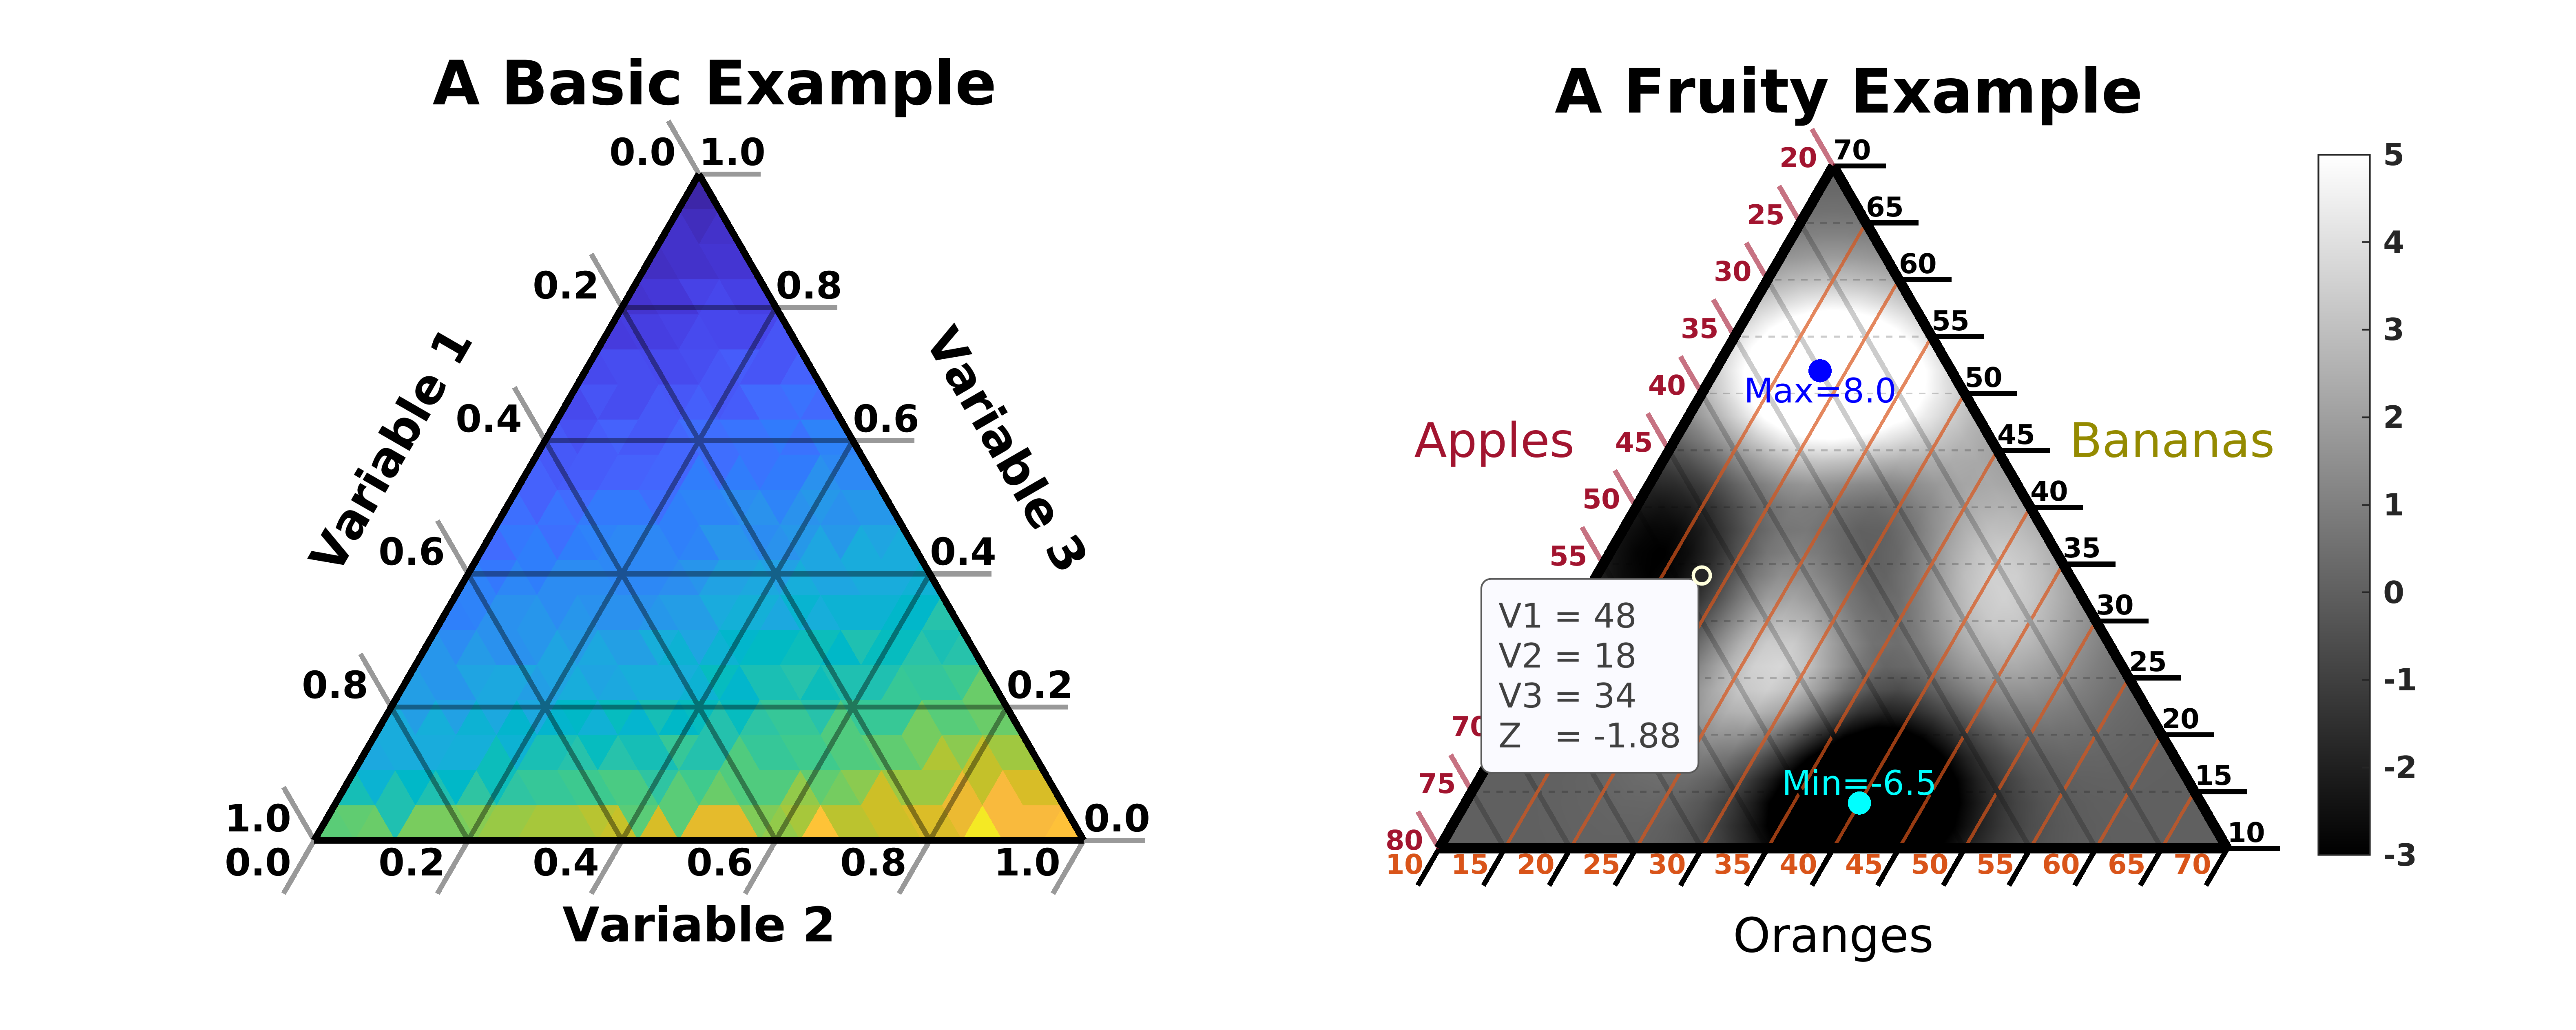 A Basic Example
0.0 1.0
0.2 0.8
0.4 0.6
0.6 0.4
0.8 0.2
1.0 0.0
0.0 0.2 0.4 0.6 0.8 1.0
Variable 1
Variable 3
Variable 2
A Fruity Example
20 70
25 65
30 60
35 55
40 50
45 45
50 40
55 35
30
25
70 20
75 15
80 10
10 15 20 25 30 35 40 45 50 55 60 65 70
Apples
Bananas
Oranges
Max=8.0
Min=-6.5
V1 = 48
V2 = 18
V3 = 34
Z = -1.88
5
4
3
2
1
0
-1
-2
-3